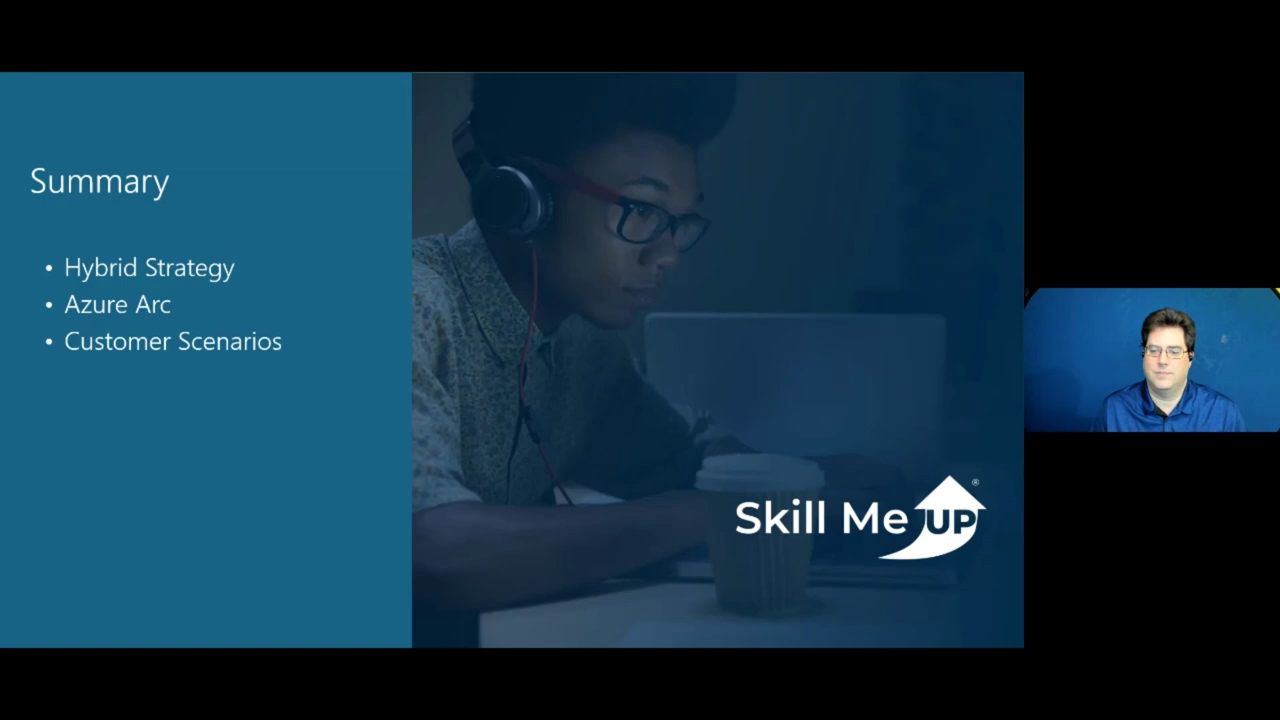 Summary
• Hybrid Strategy
• Azure Arc
• Customer Scenarios
Skill Me UP®